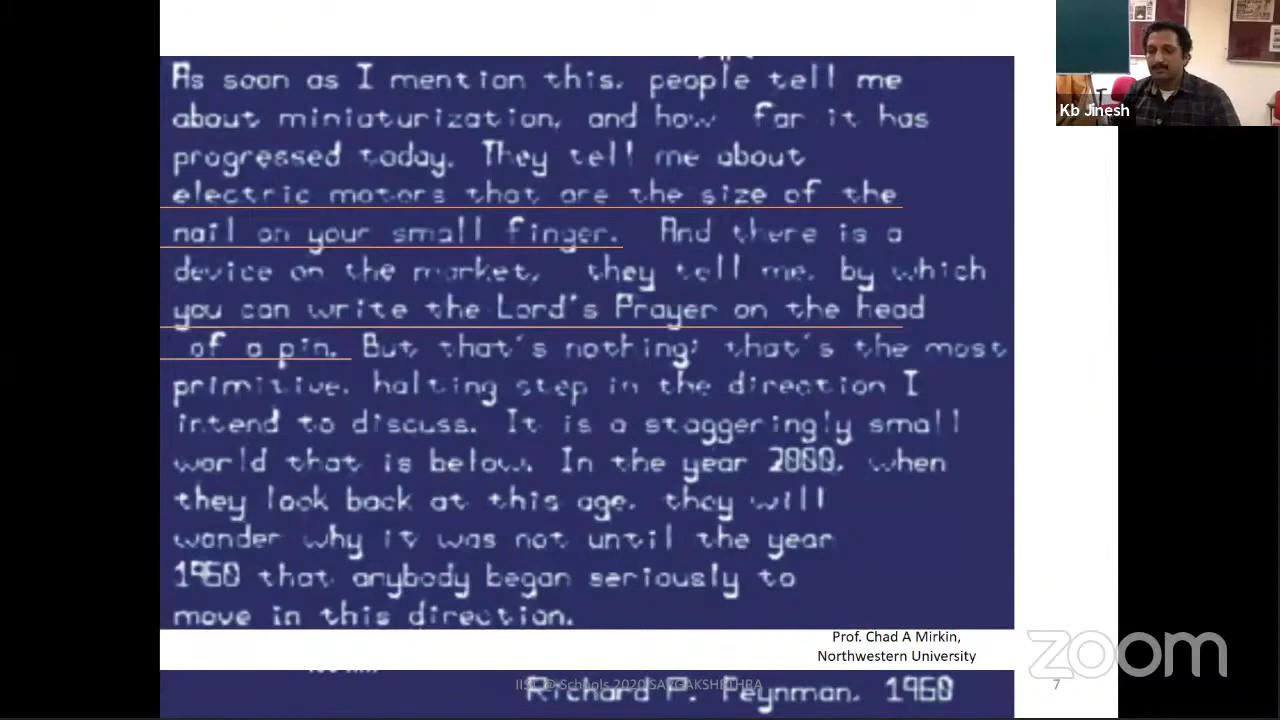 As soon as I mention this, people tell me
about miniaturization, and how far it has
progressed today. They tell me about
electric motors that are the size of the
nail on your small finger. And there is a
device on the market, they tell me, by which
you can write the Lord's Prayer on the head
of a pin. But that's nothing; that's the most
primitive, halting step in the direction I
intend to discuss. It is a staggeringly small
world that is below. In the year 2000, when
they look back at this age, they will
wonder why it was not until the year
1960 that anybody began seriously to
move in this direction.
Prof. Chad A Mirkin,
Northwestern University
Richard P. Feynman, 1960
7
Kb Jinesh
zoom